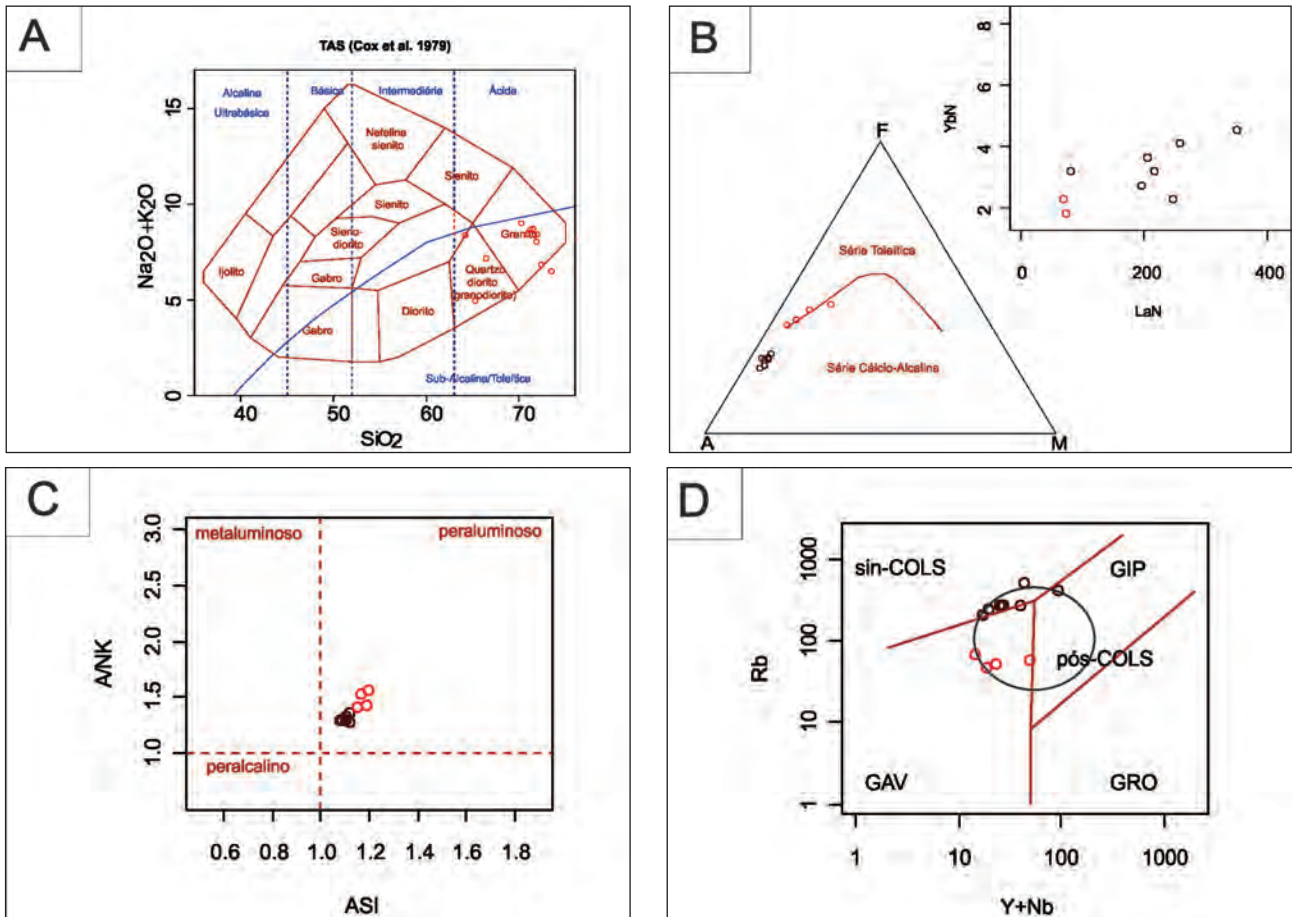 A
TAS (Cox et al. 1979)
Alcalina
Ultrabásica
Básica
Intermediéria
Ácida
Nefelina
sienito
Sienito
Sienito
Sieno-
diorito
Granito
Ijolito
Gabro
Quartzo
diorito
(granodiorito)
Diorito
Gabro
Sub-Alcalina/Toleítica
Na2O+K2O
0 5 10 15
40 50 60 70
SiO2
B
F
Série Toleítica
Série Cálcio-Alcalina
A
M
YbN
2 4 6 8
0 200 400
LaN
C
metaluminoso
peraluminoso
peralcalino
A/NK
1.0 1.5 2.0 2.5 3.0
0.6 0.8 1.0 1.2 1.4 1.6 1.8
ASI
D
sin-COLS
GIP
pós-COLS
GAV
GRO
Rb
1 10 100 1000
1 10 100 1000
Y+Nb